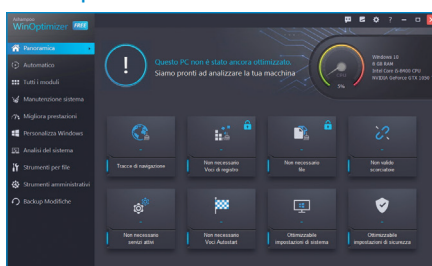 Ashampoo
WinOptimizer FREE
Panoramica
Automatico
Tutti i moduli
Manutenzione sistema
Migliora prestazioni
Personalizza Windows
Analisi del sistema
Strumenti per file
Strumenti amministrativi
Backup Modifiche
Questo PC non è stato ancora ottimizzato.
Siamo pronti ad analizzare la tua macchina
CPU
5%
Windows 10
8 GB RAM
NVIDIA GeForce GTX 1050
Tracce di navigazione
Non necessario
Voci di registro
Non necessario
file
Non valide
scorciatoie
Non necessario
servizi attivi
Non necessario
Voci Autostart
Ottimizzabile
impostazioni di sistema
Ottimizzabile
impostazioni di sicurezza